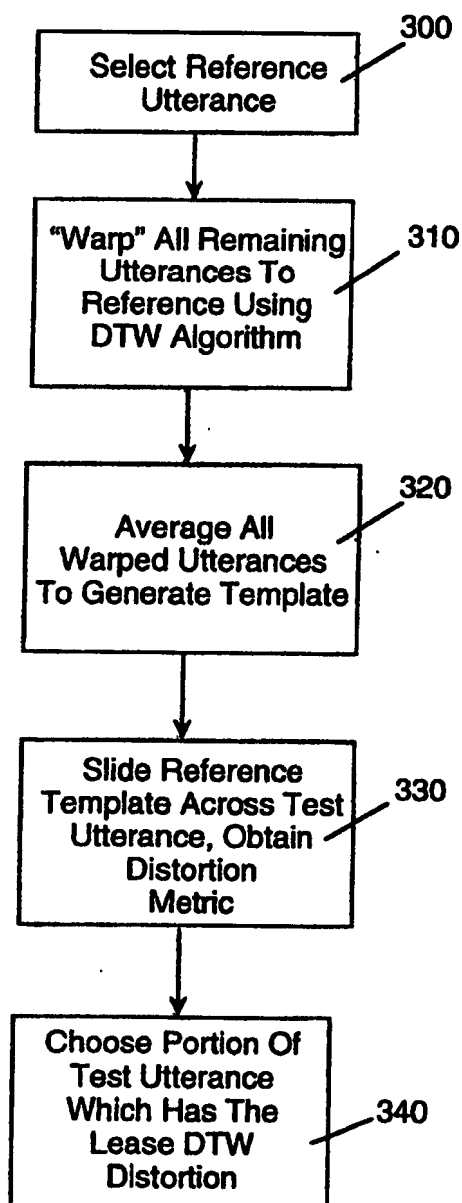 300
Select Reference
Utterance
310
“Warp” All Remaining
Utterances To
Reference Using
DTW Algorithm
320
Average All
Warped Utterances
To Generate Template
330
Slide Reference
Template Across Test
Utterance, Obtain
Distortion
Metric
340
Choose Portion Of
Test Utterance
Which Has The
Lease DTW
Distortion